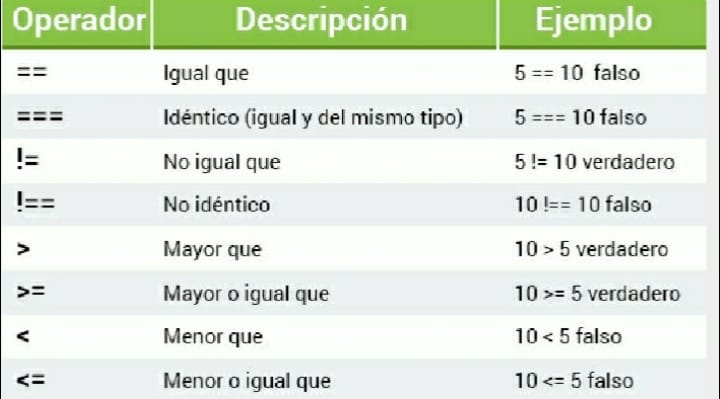 Operador Descripción Ejemplo
== Igual que 5 == 10 falso
=== Idéntico (igual y del mismo tipo) 5 === 10 falso
!= No igual que 5 != 10 verdadero
!== No idéntico 10 !== 10 falso
> Mayor que 10 > 5 verdadero
>= Mayor o igual que 10 >= 5 verdadero
< Menor que 10 < 5 falso
<= Menor o igual que 10 <= 5 falso